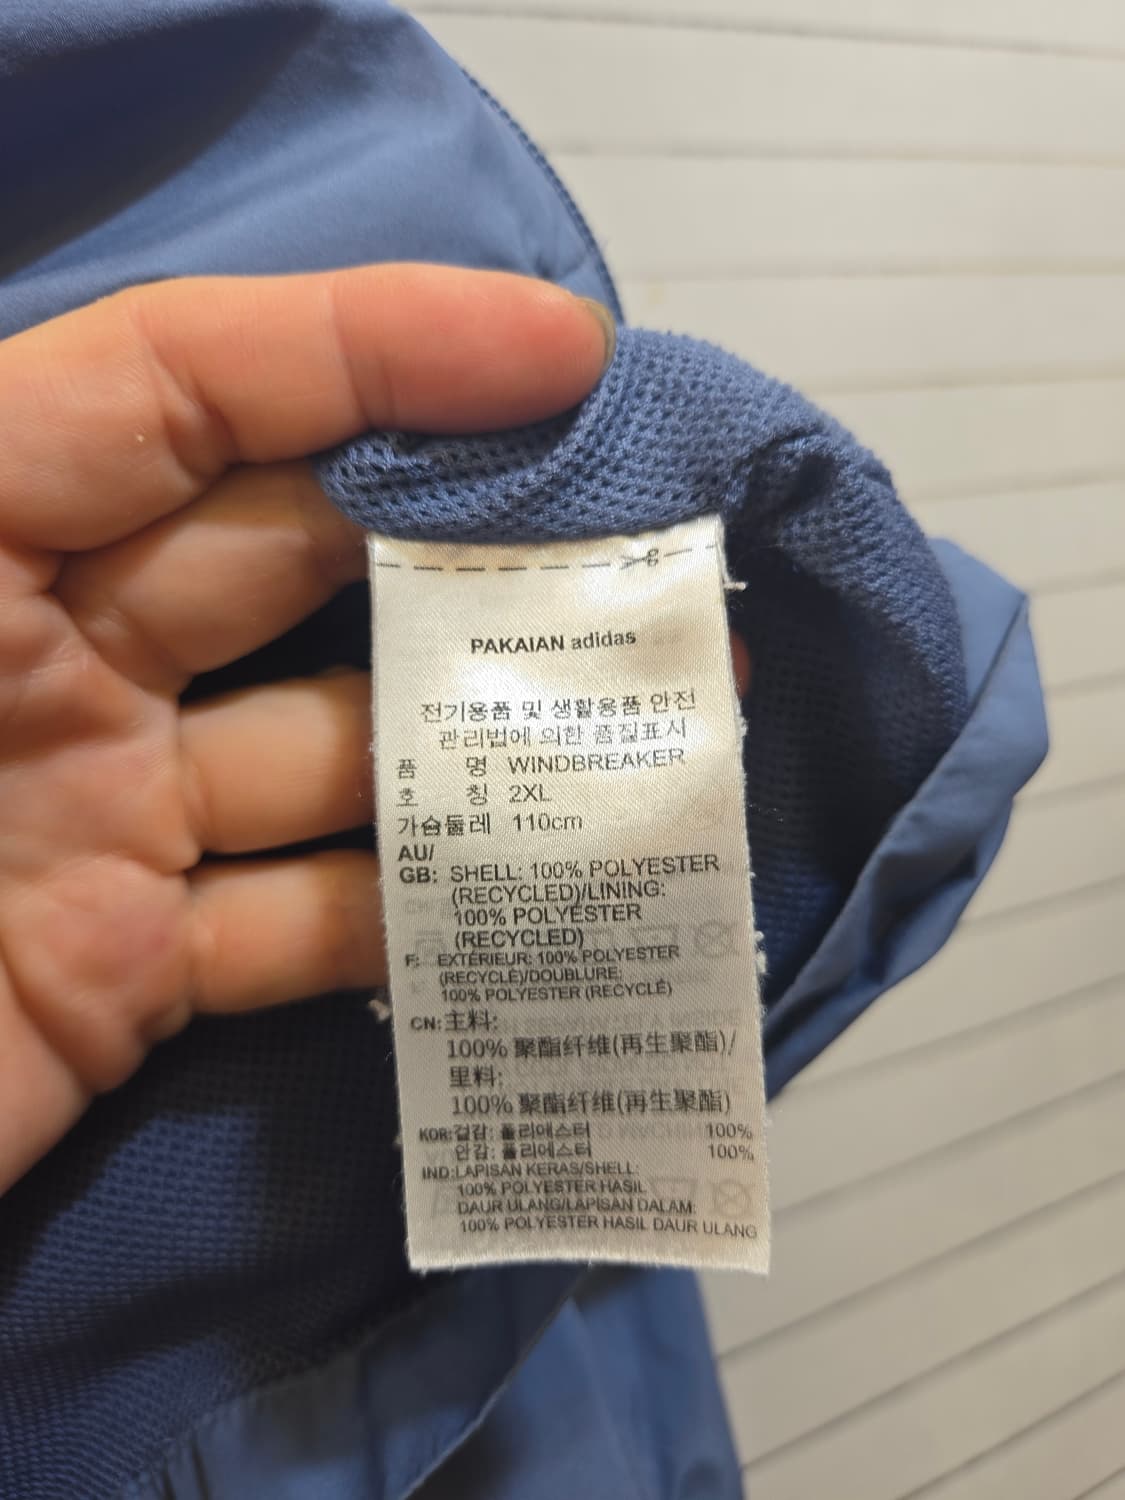 PAKAIAN adidas
전기용품 및 생활용품 안전
관리법에 의한 품질표시
품 명 WINDBREAKER
호 칭 2XL
가슴둘레 110cm
AU/
GB: SHELL: 100% POLYESTER
(RECYCLED)/LINING:
100% POLYESTER
(RECYCLED)
F: EXTÉRIEUR: 100% POLYESTER
(RECYCLÉ)/DOUBLURE:
100% POLYESTER (RECYCLÉ)
CN:主料:
100% 聚酯纤维(再生聚酯)/
里料:
100% 聚酯纤维(再生聚酯)
KOR:겉감: 폴리에스터 100%
안감: 폴리에스터 100%
IND:LAPISAN KERAS/SHELL:
100% POLYESTER HASIL
DAUR ULANG/LAPISAN DALAM:
100% POLYESTER HASIL DAUR ULANG